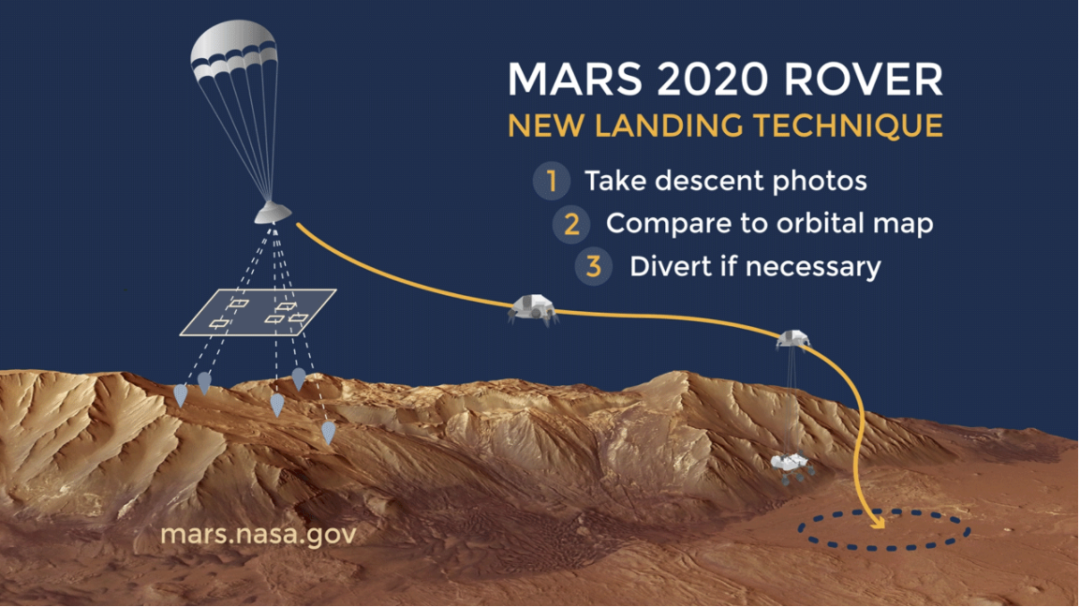 MARS 2020 ROVER
NEW LANDING TECHNIQUE
1 Take descent photos
2 Compare to orbital map
3 Divert if necessary
mars.nasa.gov